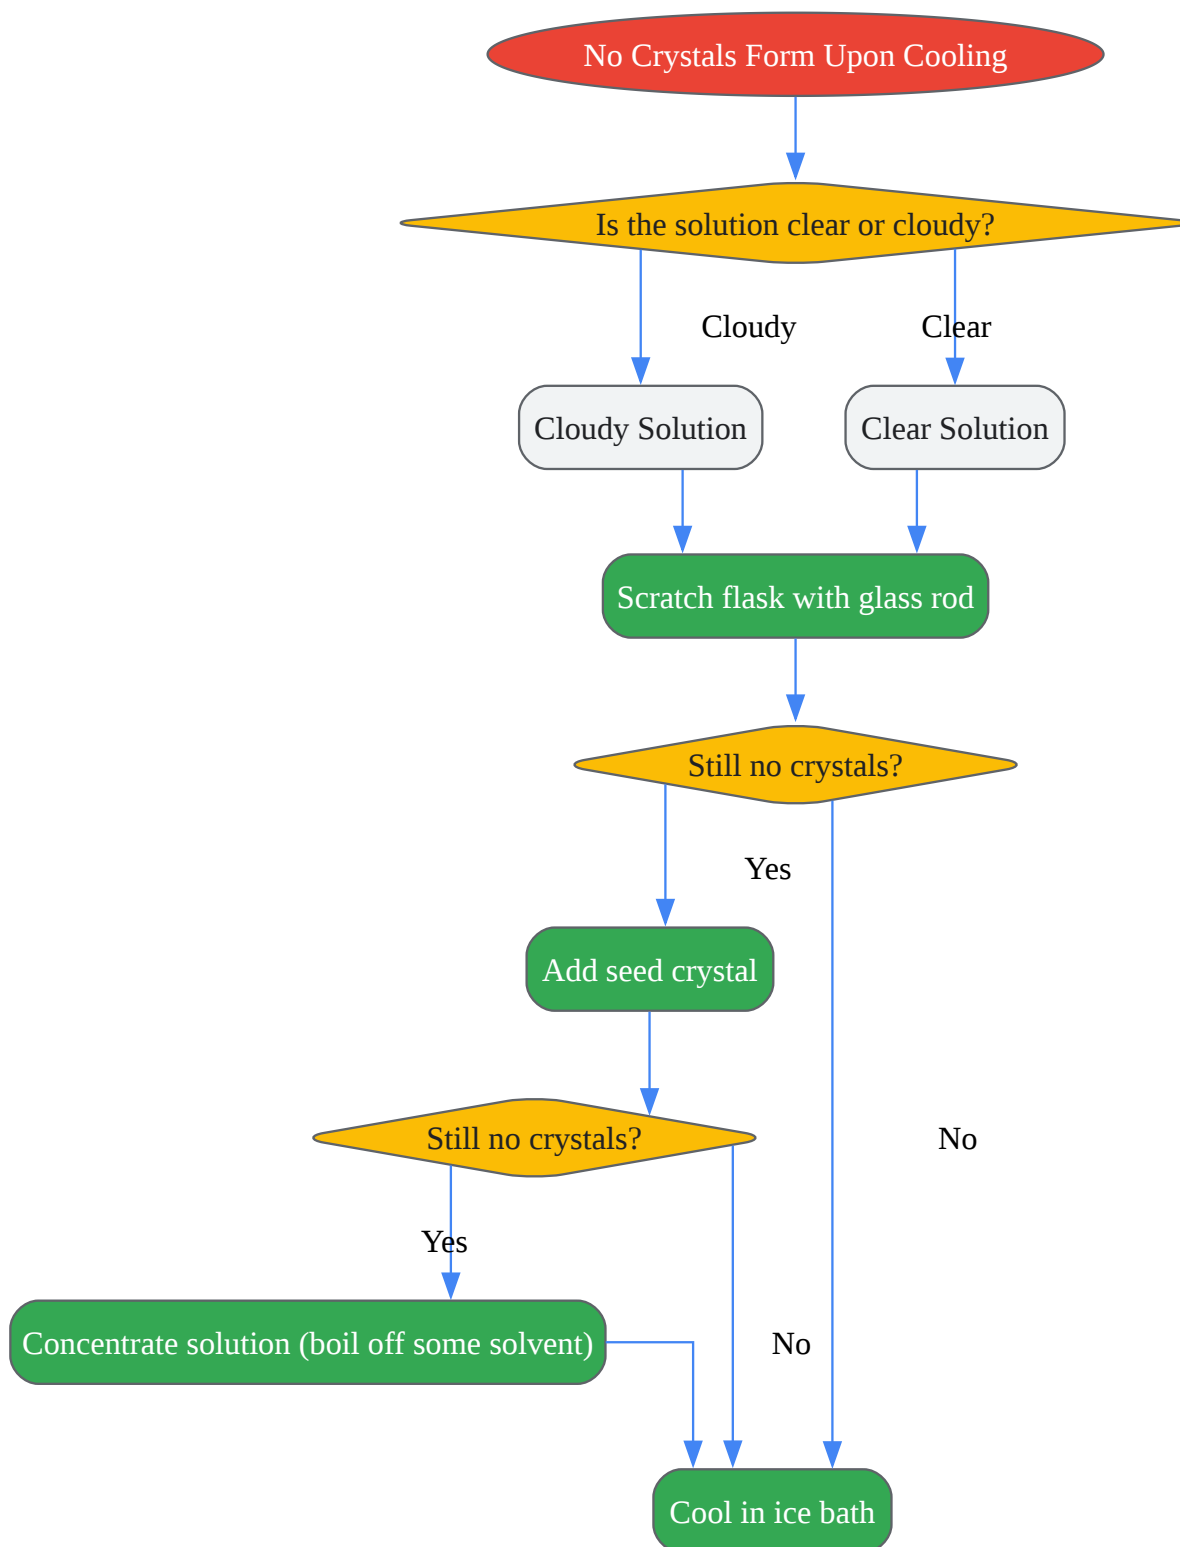 No Crystals Form Upon Cooling
Is the solution clear or cloudy?
Cloudy
Clear
Cloudy Solution
Clear Solution
Scratch flask with glass rod
Still no crystals?
Yes
Add seed crystal
Still no crystals?
No
Yes
Concentrate solution (boil off some solvent)
No
Cool in ice bath